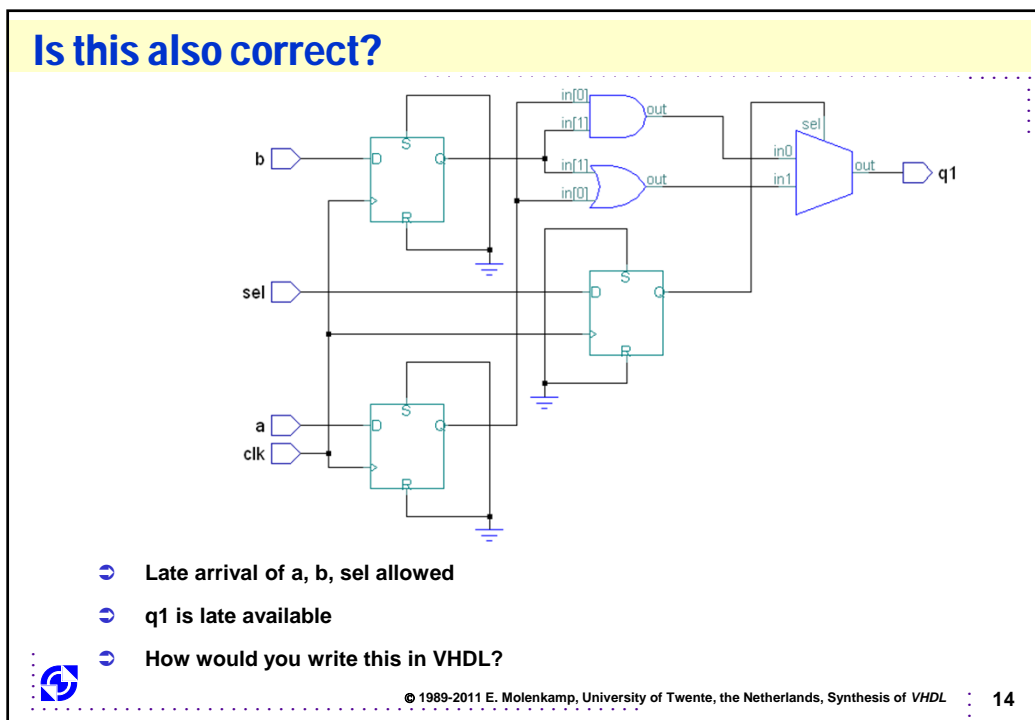 Is this also correct?
in[0]
out
in[1]
sel
S
b
D
Q
in0
in[1]
out
out
q1
in[0]
in1
R
S
sel
D
Q
R
S
a
D
Q
clk
R
Late arrival of a, b, sel allowed
q1 is late available
How would you write this in VHDL?
© 1989-2011 E. Molenkamp, University of Twente, the Netherlands, Synthesis of VHDL 14